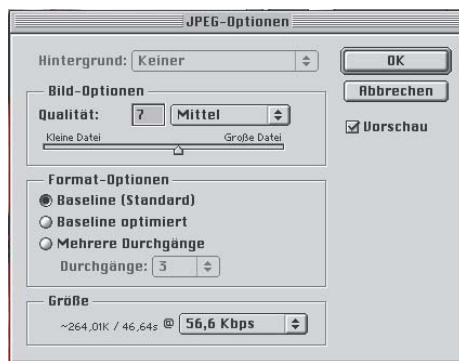 JPEG-Optionen
Hintergrund: Keiner
OK
Bild-Optionen
Abbrechen
Qualität: 7 Mittel
Vorschau
Kleine Datei Große Datei
Format-Optionen
Baseline (Standard)
Baseline optimiert
Mehrere Durchgänge
Durchgänge: 3
Größe
~264,01K / 46,64s @ 56,6 Kbps